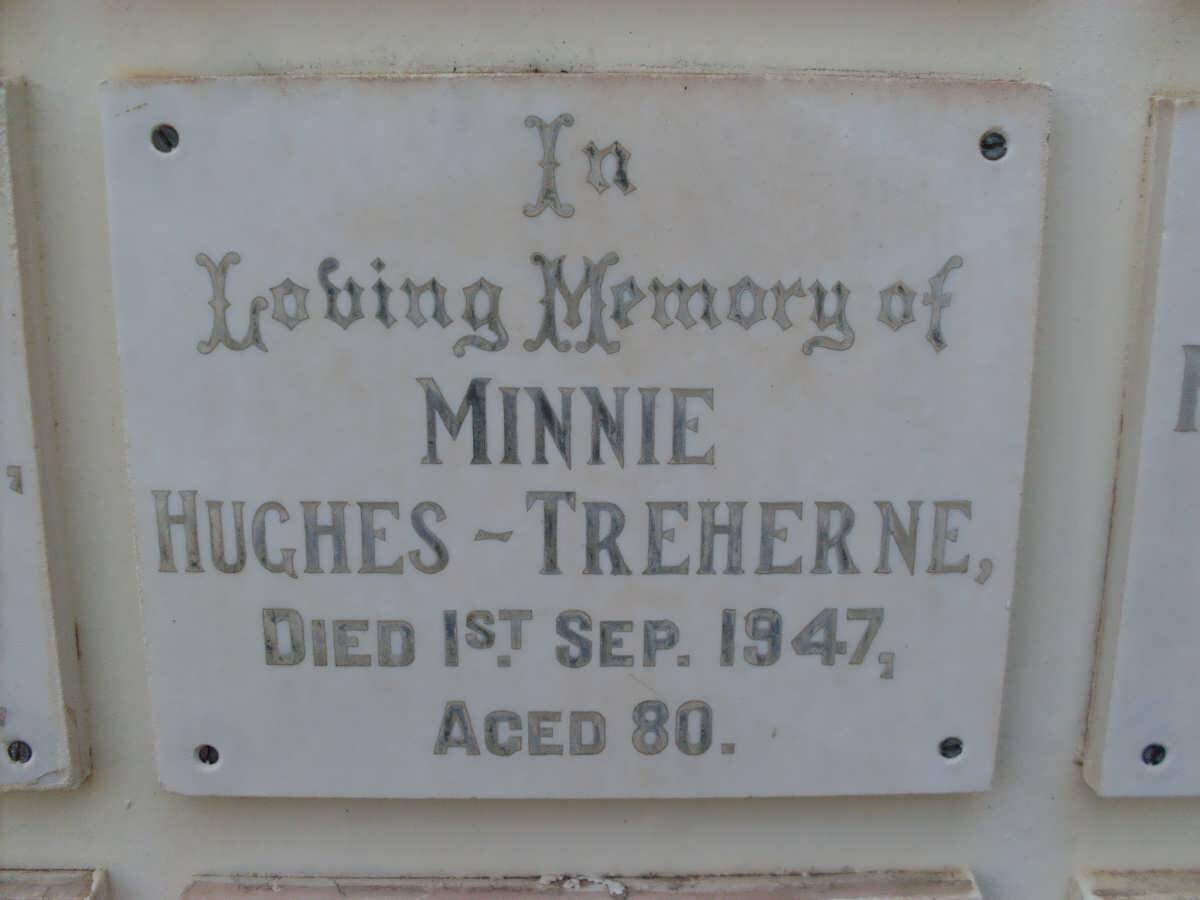 In
Loving Memory of
MINNIE
HUGHES-TREHERNE,
DIED 1ST. SEP. 1947,
AGED 80.